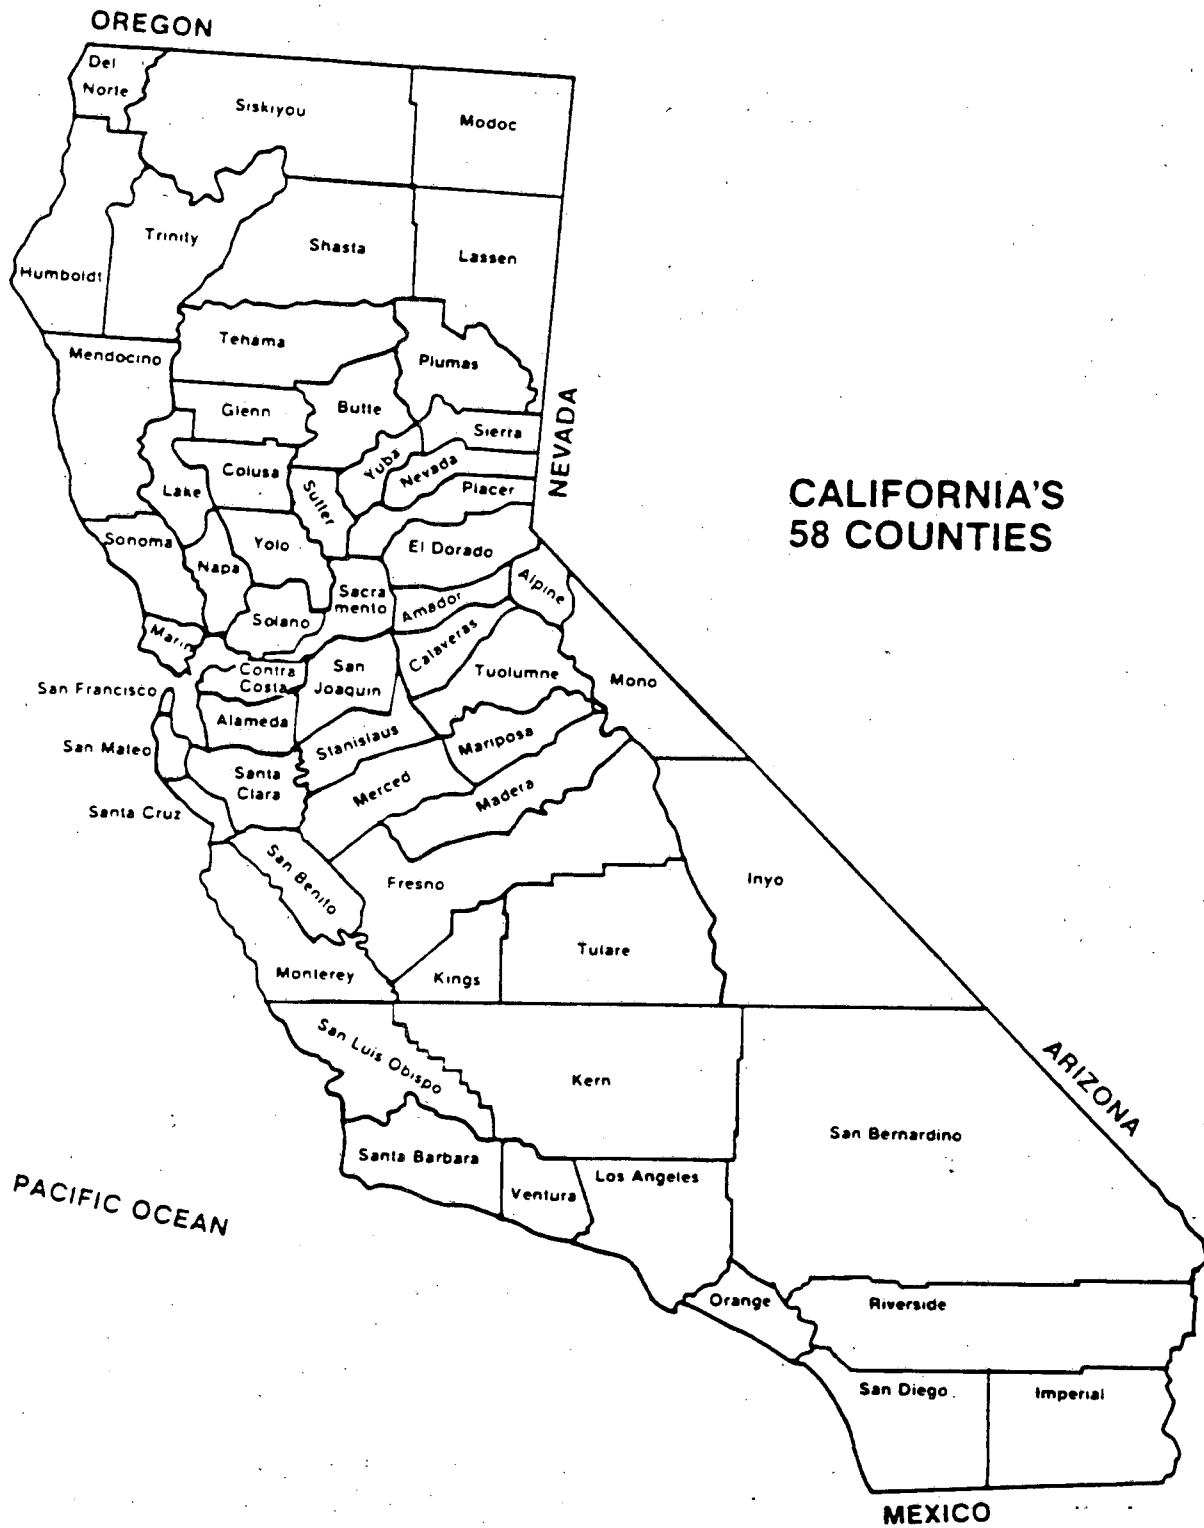 OREGON
Del
Norte
Siskiyou
Modoc
Trinity
Shasta
Lassen
Humboldt
Tehama
Mendocino
Plumas
Glenn
Butte
Sierra
NEVADA
Colusa
Yuba
Nevada
Lake
Sutter
Placer
CALIFORNIA'S
58 COUNTIES
Sonoma
Yolo
El Dorado
Napa
Alpine
Sacra
mento
Amador
Solano
Marin
Calaveras
Contra
Costa
San
Joaquin
Tuolumne
Mono
San Francisco
Alameda
Stanislaus
Mariposa
San Mateo
Santa
Clara
Merced
Madera
Santa Cruz
San Benito
Fresno
Inyo
Monterey
Kings
Tulare
San Luis Obispo
Kern
ARIZONA
San Bernardino
Santa Barbara
Ventura
Los Angeles
PACIFIC OCEAN
Orange
Riverside
San Diego
Imperial
MEXICO